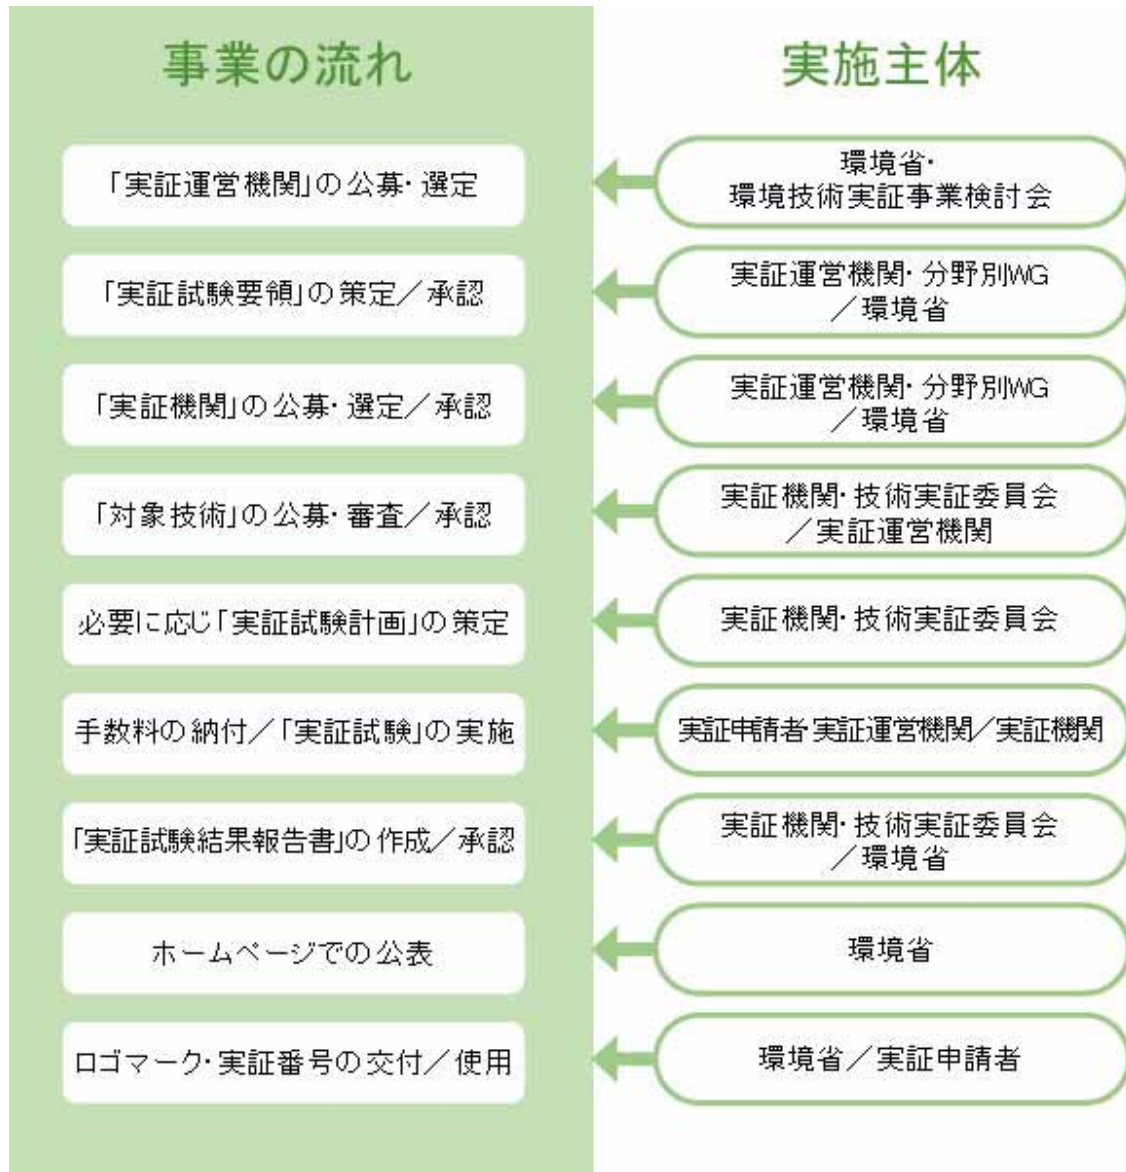 事業の流れ
実施主体
「実証運営機関」の公募・選定
環境省・
環境技術実証事業検討会
「実証試験要領」の策定／承認
実証運営機関・分野別WG
／環境省
「実証機関」の公募・選定／承認
実証運営機関・分野別WG
／環境省
「対象技術」の公募・審査／承認
実証機関・技術実証委員会
／実証運営機関
必要に応じ「実証試験計画」の策定
実証機関・技術実証委員会
手数料の納付／「実証試験」の実施
実証申請者・実証運営機関／実証機関
「実証試験結果報告書」の作成／承認
実証機関・技術実証委員会
／環境省
ホームページでの公表
環境省
ロゴマーク・実証番号の交付／使用
環境省／実証申請者